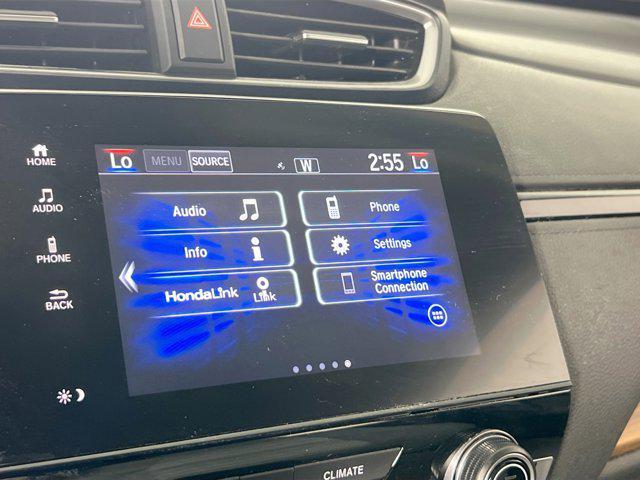 Lo MENU SOURCE W 2:55 Lo
HOME
AUDIO
PHONE
BACK
Audio
Phone
Info
Settings
HondaLink Link
Smartphone
Connection
CLIMATE